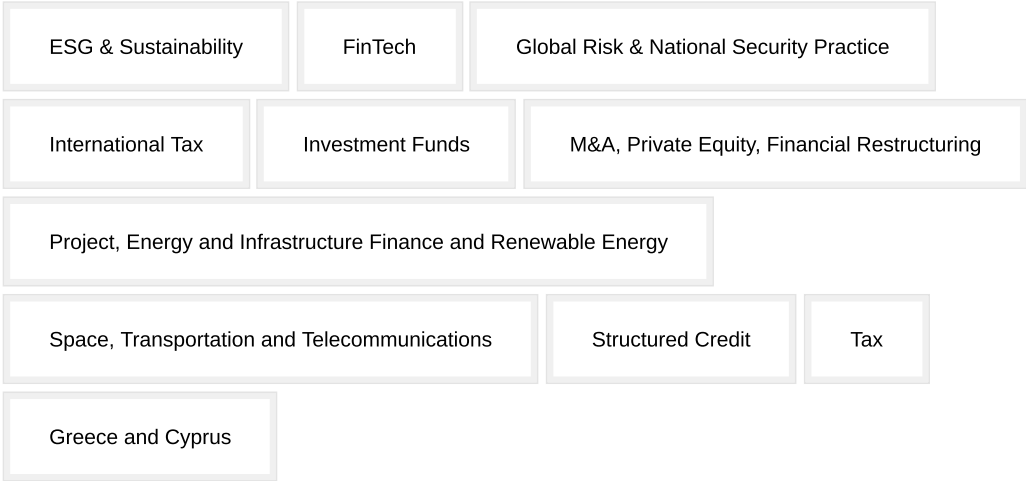 ESG & Sustainability
FinTech
Global Risk & National Security Practice
International Tax
Investment Funds
M&A, Private Equity, Financial Restructuring
Project, Energy and Infrastructure Finance and Renewable Energy
Space, Transportation and Telecommunications
Structured Credit
Tax
Greece and Cyprus